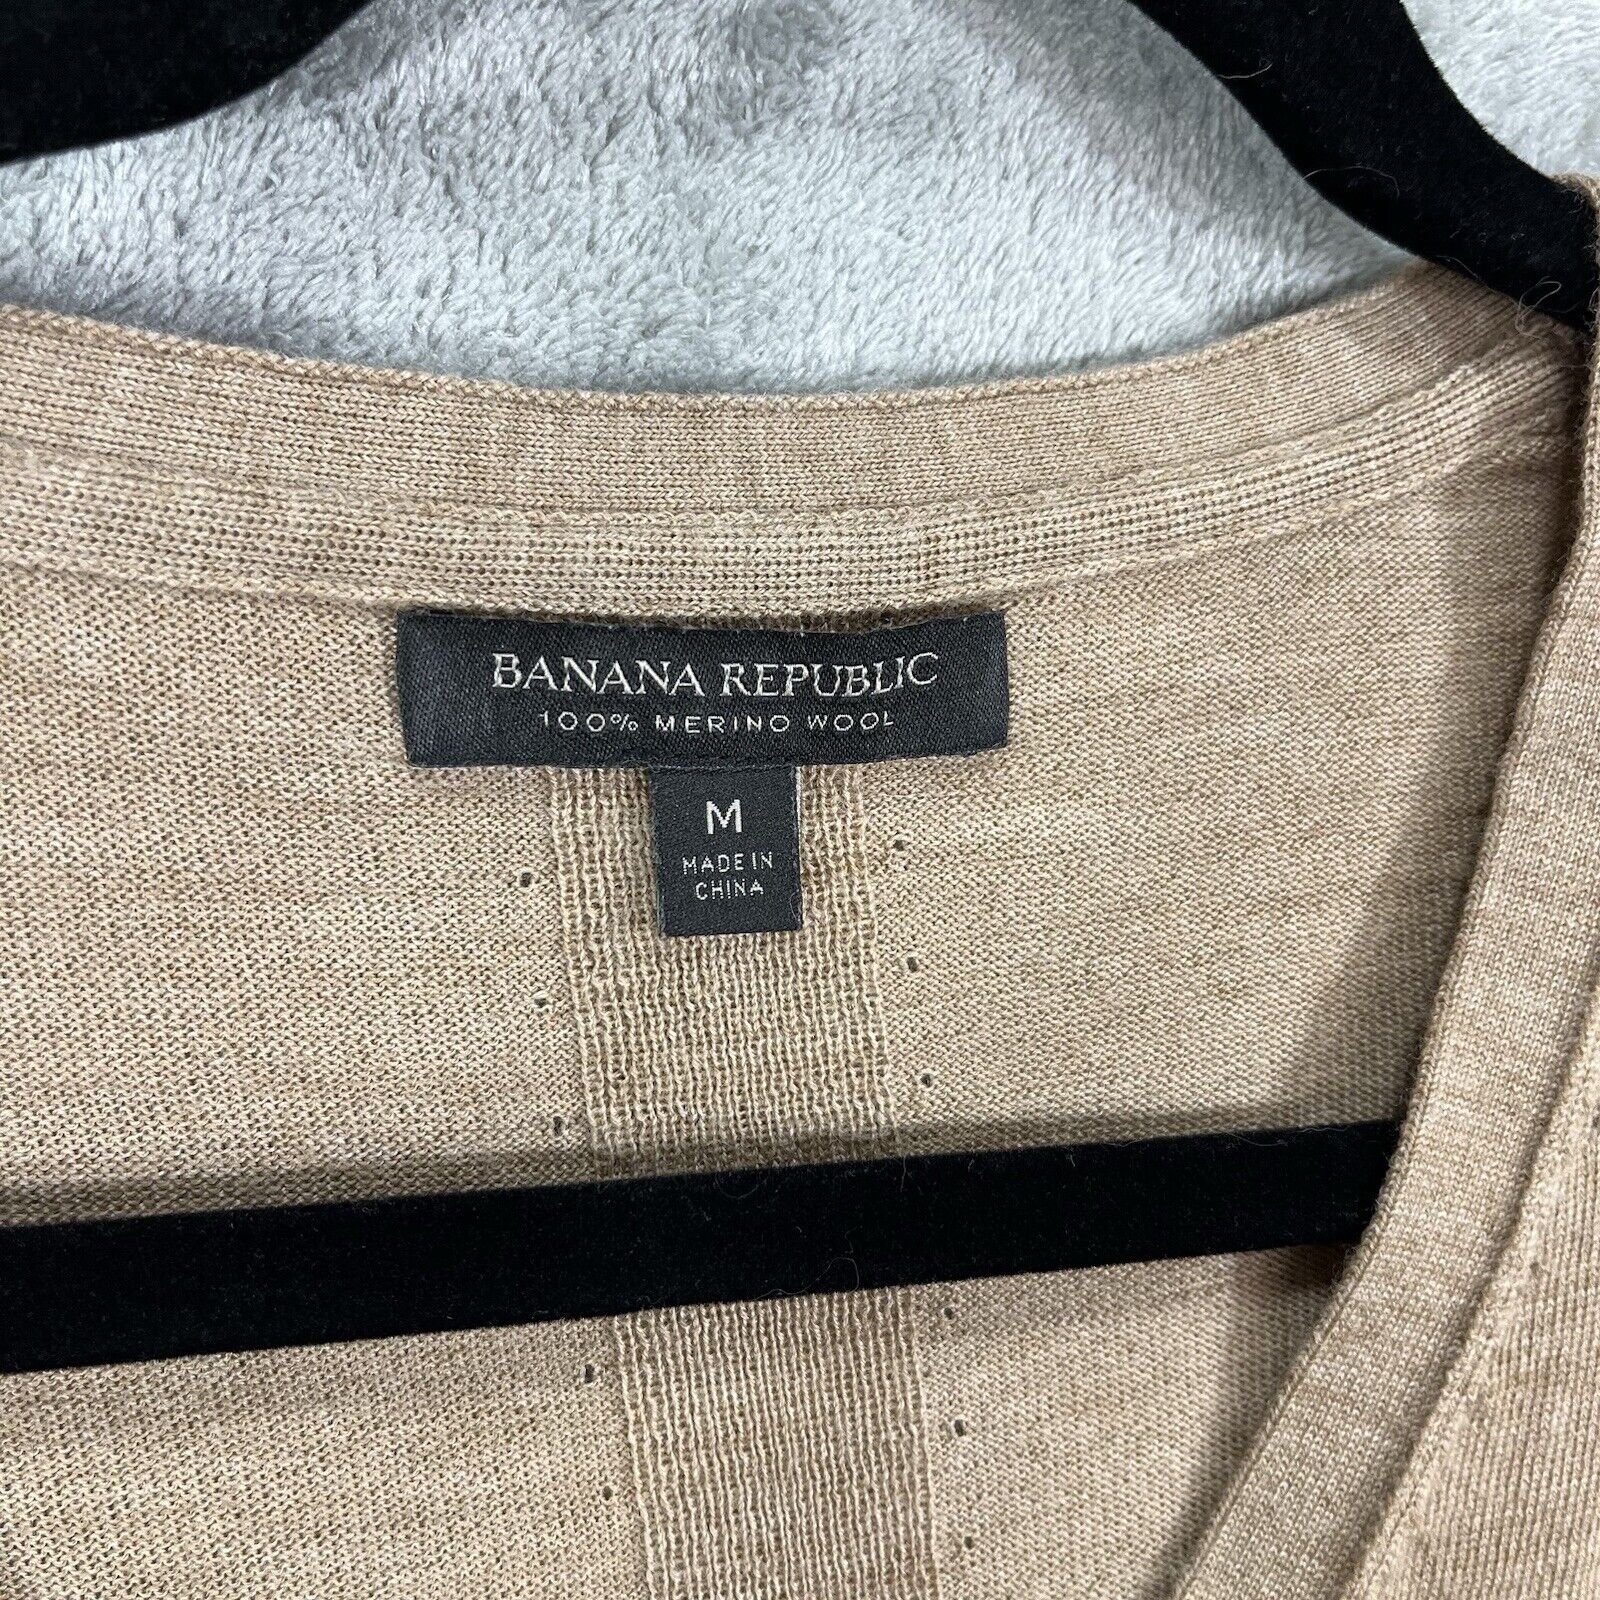 BANANA REPUBLIC
100% MERINO WOOL
M
MADE IN
CHINA